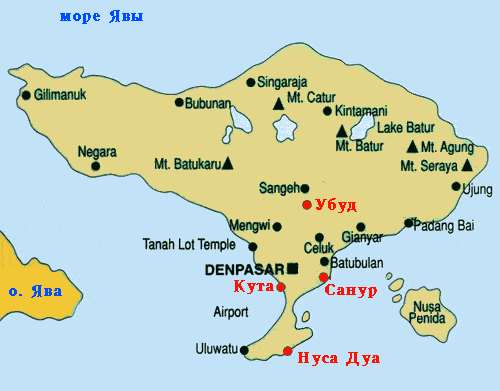 море Явы
Singaraja
Gilimanuk
Bubunan
Mt. Catur
Kintamani
Lake Batur
Mt. Batur
Mt. Agung
Negara
Mt. Batukaru
Mt. Seraya
Sangeh
Ujung
Убуд
Mengwi
Gianyar
Padang Bai
Tanah Lot Temple
Celuk
Batubulan
DENPASAR
о. Ява
Кута
Санур
Airport
Nusa
Penida
Uluwatu
Нуса Дуа